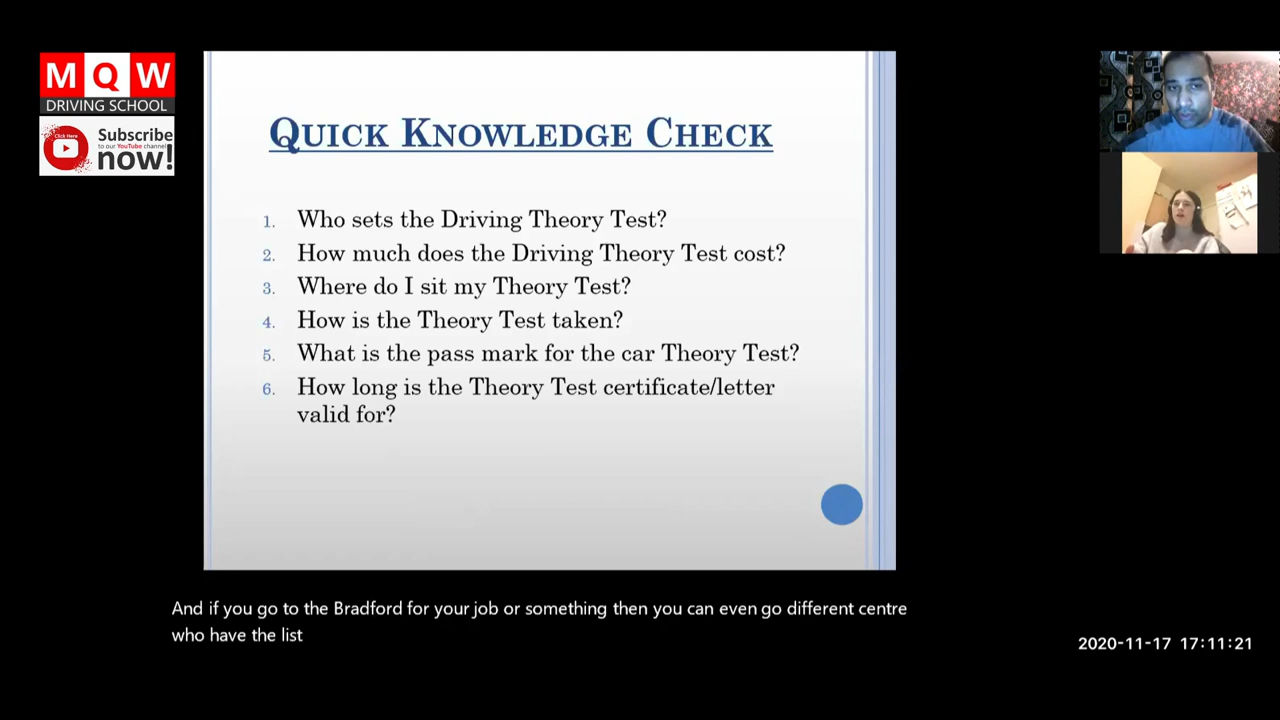 M Q W
DRIVING SCHOOL
Click Here
Subscribe
to our YouTube channel
now!
QUICK KNOWLEDGE CHECK
1. Who sets the Driving Theory Test?
2. How much does the Driving Theory Test cost?
3. Where do I sit my Theory Test?
4. How is the Theory Test taken?
5. What is the pass mark for the car Theory Test?
6. How long is the Theory Test certificate/letter
valid for?
And if you go to the Bradford for your job or something then you can even go different centre
who have the list
2020-11-17 17:11:21